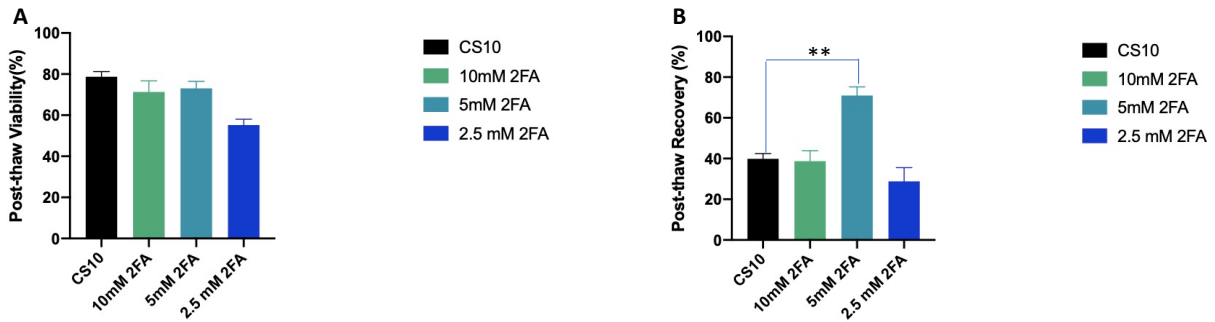 A
Post-thaw Viability(%)
100
80
60
40
20
0
CS10
10mM 2FA
5mM 2FA
2.5 mM 2FA
CS10
10mM 2FA
5mM 2FA
2.5 mM 2FA
B
Post-thaw Recovery (%)
100
80
60
40
20
0
**
CS10
10mM 2FA
5mM 2FA
2.5 mM 2FA
CS10
10mM 2FA
5mM 2FA
2.5 mM 2FA